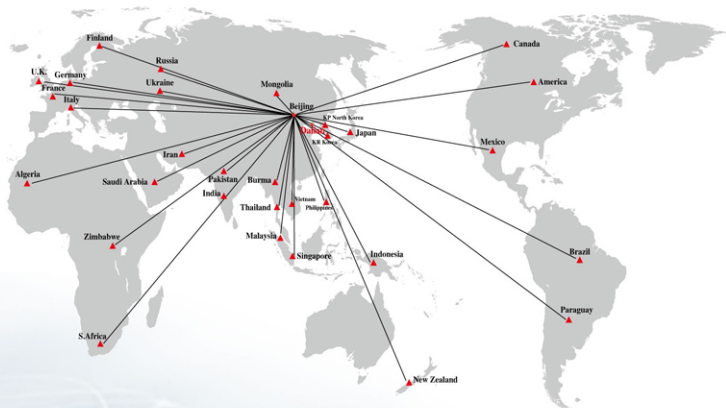 Finland
Canada
Russia
U.K.
Germany
America
Mongolia
Ukraine
France
Italy
Beijing
KP North Korea
Dalian
Japan
KR Korea
Mexico
Iran
Algeria
Saudi Arabia
Pakistan
Burma
India
Vietnam
Thailand
Philippines
Zimbabwe
Malaysia
Singapore
Indonesia
Brazil
Paraguay
S.Africa
New Zealand